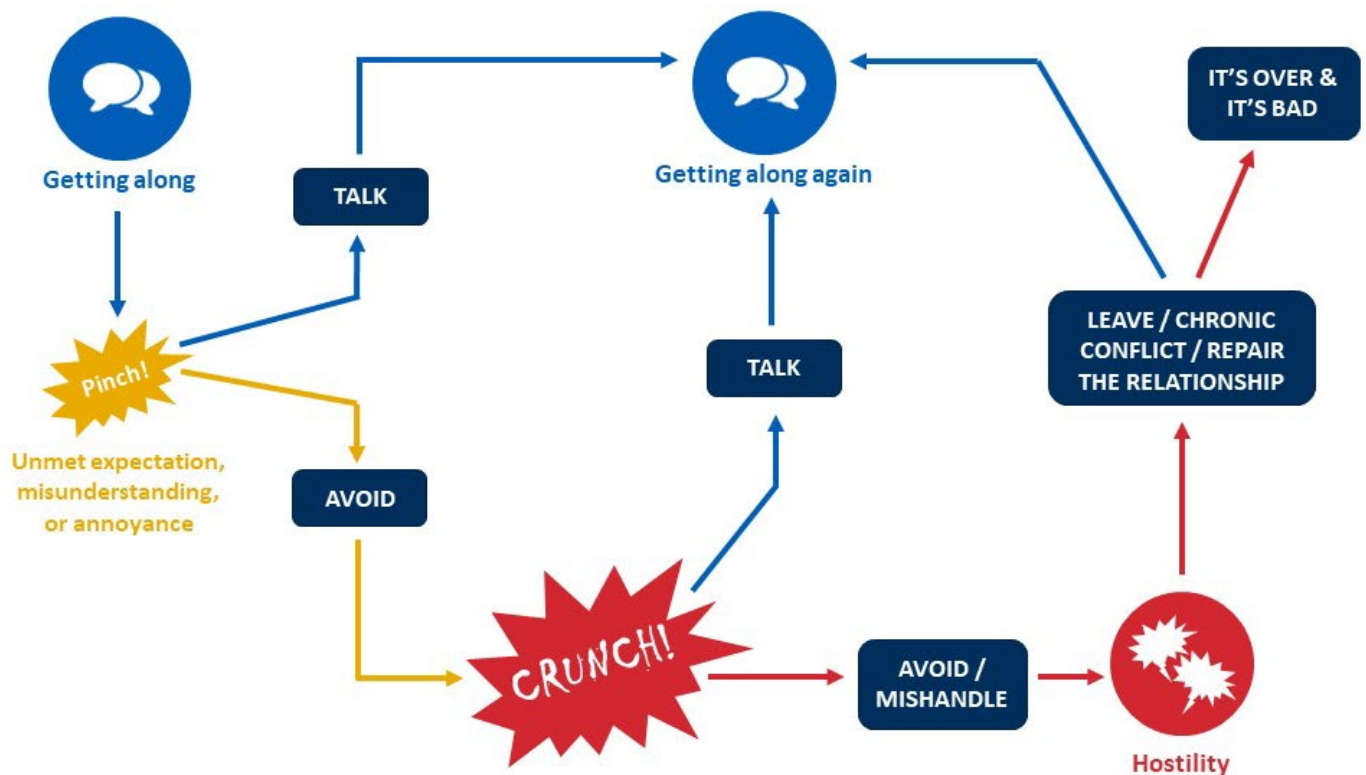 Getting along
Pinch!
Unmet expectation,
misunderstanding,
or annoyance
TALK
AVOID
Getting along again
TALK
CRUNCH!
AVOID /
MISHANDLE
Hostility
LEAVE / CHRONIC
CONFLICT / REPAIR
THE RELATIONSHIP
IT'S OVER &
IT'S BAD